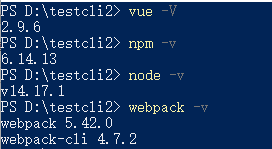 PS D:\testcli2> vue -V
2.9.6
PS D:\testcli2> npm -v
6.14.13
PS D:\testcli2> node -v
v14.17.1
PS D:\testcli2> webpack -v
webpack 5.42.0
webpack-cli 4.7.2